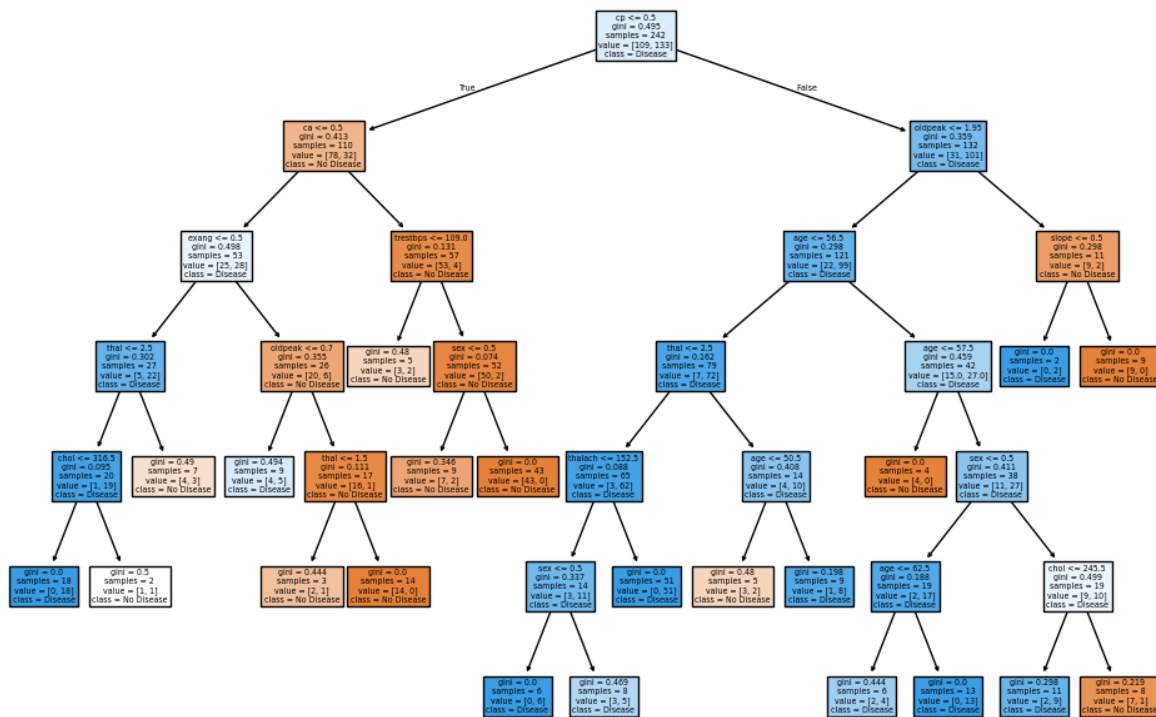 cp <= 0.5
gini = 0.495
samples = 242
value = [109, 133]
class = Disease
True
False
ca <= 0.5
gini = 0.413
samples = 110
value = [78, 32]
class = No Disease
oldpeak <= 1.95
gini = 0.359
samples = 132
value = [31, 101]
class = Disease
exang <= 0.5
gini = 0.498
samples = 53
value = [25, 28]
class = Disease
trestbps <= 109.0
gini = 0.131
samples = 57
value = [53, 4]
class = No Disease
age <= 56.5
gini = 0.298
samples = 121
value = [22, 99]
class = Disease
slope <= 0.5
gini = 0.298
samples = 11
value = [9, 2]
class = No Disease
thal <= 2.5
gini = 0.302
samples = 27
value = [5, 22]
class = Disease
oldpeak <= 0.7
gini = 0.355
samples = 26
value = [20, 6]
class = No Disease
gini = 0.48
samples = 5
value = [3, 2]
class = No Disease
sex <= 0.5
gini = 0.074
samples = 52
value = [50, 2]
class = No Disease
thal <= 2.5
gini = 0.162
samples = 79
value = [7, 72]
class = Disease
age <= 57.5
gini = 0.459
samples = 42
value = [15.0, 27.0]
class = Disease
gini = 0.0
samples = 2
value = [0, 2]
class = Disease
gini = 0.0
samples = 9
value = [9, 0]
class = No Disease
chol <= 316.5
gini = 0.095
samples = 20
value = [1, 19]
class = Disease
gini = 0.49
samples = 7
value = [4, 3]
class = No Disease
gini = 0.494
samples = 9
value = [4, 5]
class = Disease
thal <= 1.5
gini = 0.111
samples = 17
value = [16, 1]
class = No Disease
gini = 0.346
samples = 9
value = [7, 2]
class = No Disease
gini = 0.0
samples = 43
value = [43, 0]
class = No Disease
thalach <= 152.5
gini = 0.088
samples = 65
value = [3, 62]
class = Disease
age <= 50.5
gini = 0.408
samples = 14
value = [4, 10]
class = Disease
gini = 0.0
samples = 4
value = [4, 0]
class = No Disease
sex <= 0.5
gini = 0.411
samples = 38
value = [11, 27]
class = Disease
gini = 0.0
samples = 18
value = [0, 18]
class = Disease
gini = 0.5
samples = 2
value = [1, 1]
class = No Disease
gini = 0.444
samples = 3
value = [2, 1]
class = No Disease
gini = 0.0
samples = 14
value = [14, 0]
class = No Disease
sex <= 0.5
gini = 0.337
samples = 14
value = [3, 11]
class = Disease
gini = 0.0
samples = 51
value = [0, 51]
class = Disease
gini = 0.48
samples = 5
value = [3, 2]
class = No Disease
gini = 0.198
samples = 9
value = [1, 8]
class = Disease
age <= 62.5
gini = 0.188
samples = 19
value = [2, 17]
class = Disease
chol <= 245.5
gini = 0.499
samples = 19
value = [9, 10]
class = Disease
gini = 0.0
samples = 6
value = [0, 6]
class = Disease
gini = 0.469
samples = 8
value = [3, 5]
class = Disease
gini = 0.444
samples = 6
value = [2, 4]
class = Disease
gini = 0.0
samples = 13
value = [0, 13]
class = Disease
gini = 0.298
samples = 11
value = [2, 9]
class = Disease
gini = 0.219
samples = 8
value = [7, 1]
class = No Disease